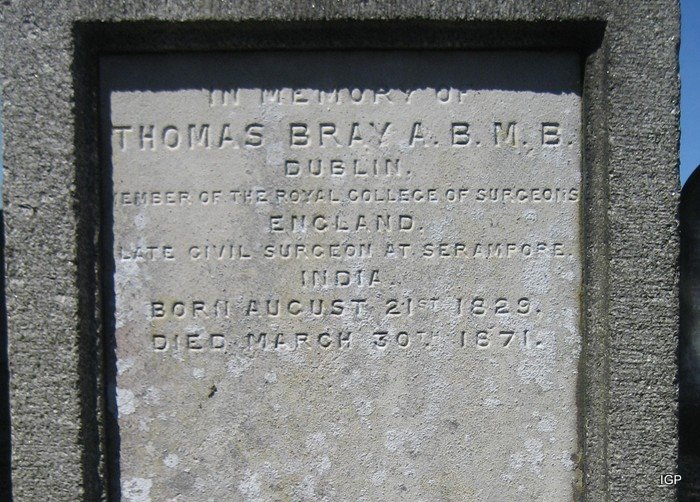 IN MEMORY OF
THOMAS BRAY A. B. M. B.
DUBLIN.
MEMBER OF THE ROYAL COLLEGE OF SURGEONS
ENGLAND.
LATE CIVIL SURGEON AT SERAMPORE.
INDIA.
BORN AUGUST 21ST 1829.
DIED MARCH 30TH 1871.
IGP